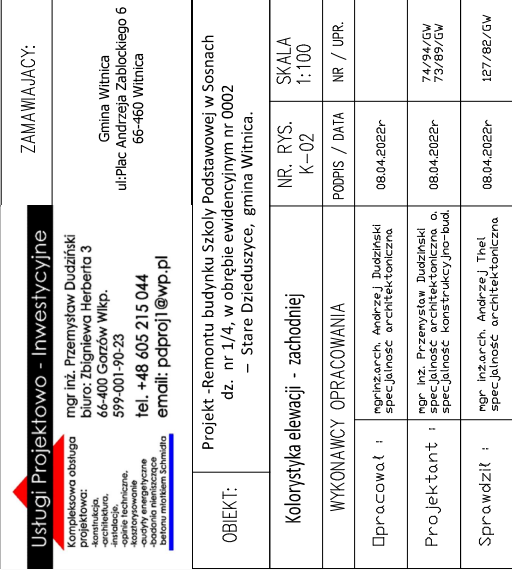 Usługi Projektowo - Inwestycyjne
Kompleksowa obsługa
projektowa:
-konstrukcja,
-architektura,
-instalacje,
-opinie techniczne,
-kosztorysowanie
-audyty energetyczne
-badania nieniszczące
betonu młotkiem Schmidta
mgr inż. Przemysław Dudziński
biuro: Zbigniewa Herberta 3
66-400 Gorzów Wlkp.
599-001-90-23
tel. +48 605 215 044
email: pdproj1@wp.pl
ZAMAWIAJACY:
Gmina Witnica
ul:Plac Andrzeja Zabłockiego 6
66-460 Witnica
OBIEKT:
Projekt -Remontu budynku Szkoly Podstawowej w Sosnach
dz. nr 1/4, w obrębie ewidencyjnym nr 0002
– Stare Dzieduszyce, gmina Witnica.
Kolorystyka elewacji - zachodniej
NR. RYS.
K-02
SKALA
1:100
WYKONAWCY OPRACOWANIA
PODPIS / DATA
NR / UPR.
Opracował :
mgrinż.arch. Andrzej Dudziński
specjalność architektoniczna
08.04.2022r
Projektant :
mgr inż. Przemysław Dudziński
specjalność architektoniczna o.
specjalność konstrukcyjno-bud.
08.04.2022r
74/94/GW
73/89/GW
Sprawdził :
mgr inż.arch. Andrzej Thel
specjalność architektoniczna
08.04.2022r
127/82/GW